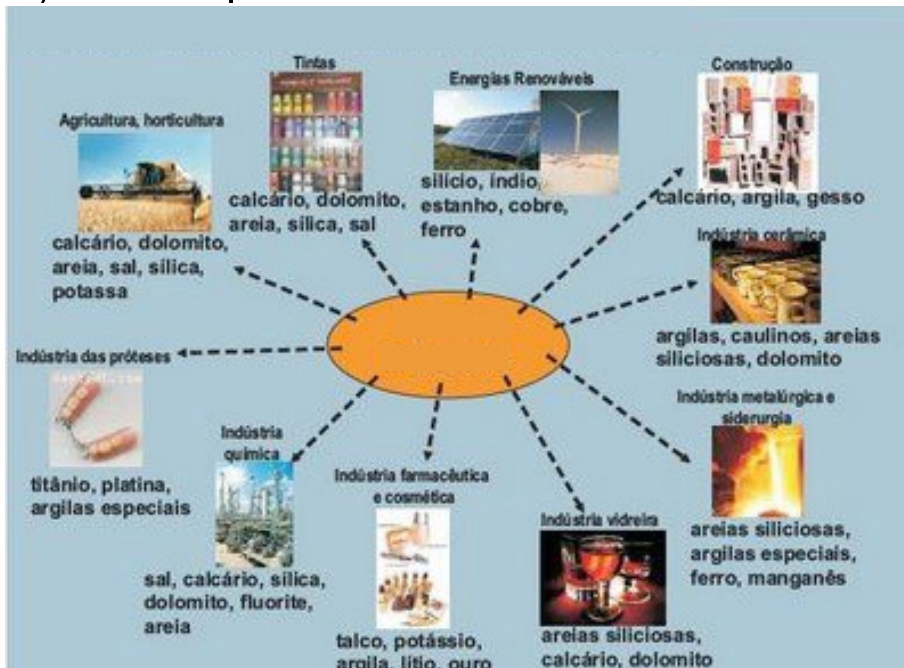 Tintas
Energias Renováveis
Construção
Agricultura, horticultura
calcário, dolomito,
areia, sílica, sal
silício, índio,
estanho, cobre,
ferro
calcário, argila, gesso
calcário, dolomito,
areia, sal, sílica,
potassa
Indústria cerâmica
argilas, caulinos, areias
siliciosas, dolomito
Indústria das próteses
titânio, platina,
argilas especiais
Indústria metalúrgica e
siderurgia
areias siliciosas,
argilas especiais,
ferro, manganês
Indústria
química
sal, calcário, sílica,
dolomito, fluorite,
areia
Indústria farmacêutica
e cosmética
talco, potássio,
argila, lítio, ouro
Indústria vidreira
areias siliciosas,
calcário, dolomito